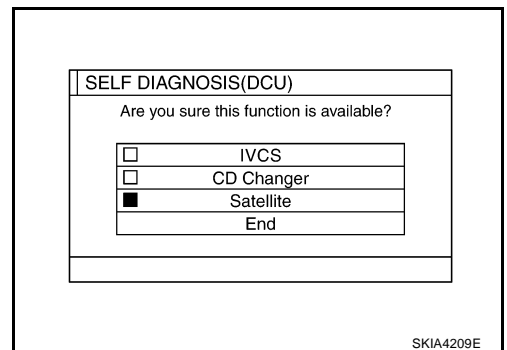 SELF DIAGNOSIS(DCU)
Are you sure this function is available?
IVCS
CD Changer
Satellite
End
SKIA4209E